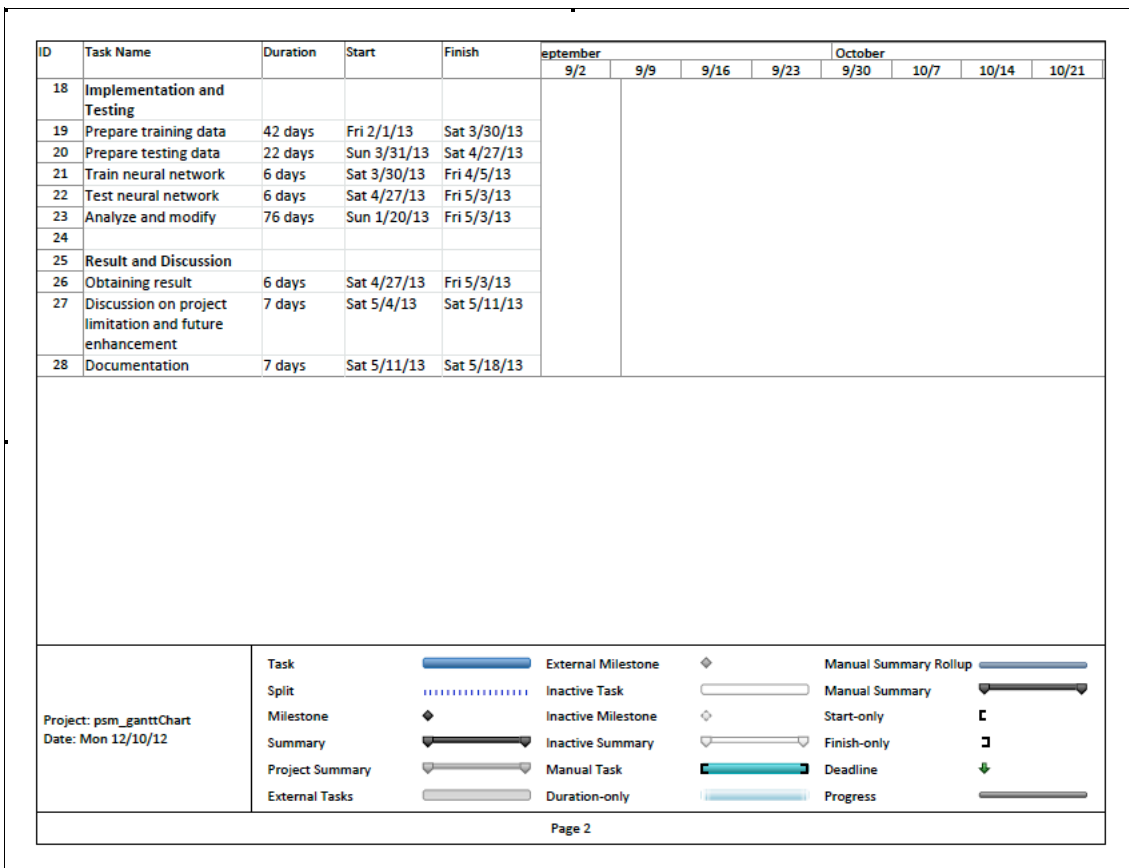 ID Task Name Duration Start Finish eptember October
9/2 9/9 9/16 9/23 9/30 10/7 10/14 10/21
18 Implementation and
Testing
19 Prepare training data 42 days Fri 2/1/13 Sat 3/30/13
20 Prepare testing data 22 days Sun 3/31/13 Sat 4/27/13
21 Train neural network 6 days Sat 3/30/13 Fri 4/5/13
22 Test neural network 6 days Sat 4/27/13 Fri 5/3/13
23 Analyze and modify 76 days Sun 1/20/13 Fri 5/3/13
24
25 Result and Discussion
26 Obtaining result 6 days Sat 4/27/13 Fri 5/3/13
27 Discussion on project 7 days Sat 5/4/13 Sat 5/11/13
limitation and future
enhancement
28 Documentation 7 days Sat 5/11/13 Sat 5/18/13
Project: psm_ganttChart
Date: Mon 12/10/12
Task
Split
Milestone
Summary
Project Summary
External Tasks
External Milestone
Inactive Task
Inactive Milestone
Inactive Summary
Manual Task
Duration-only
Manual Summary Rollup
Manual Summary
Start-only
Finish-only
Deadline
Progress
Page 2